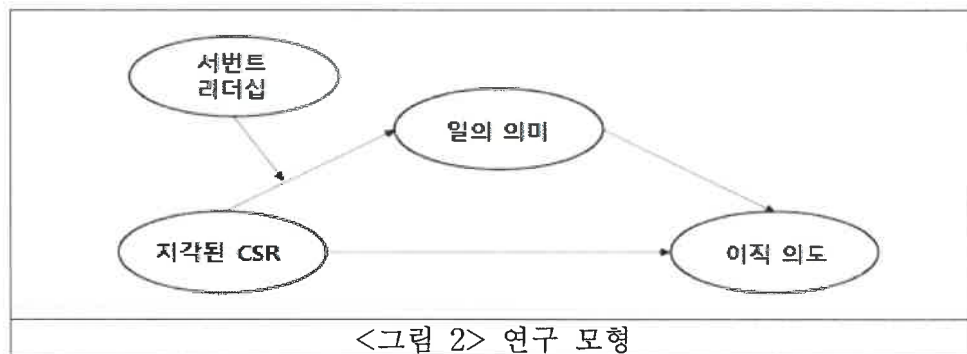 서번트
리더십
일의 의미
지각된 CSR
이직 의도
<그림 2> 연구 모형